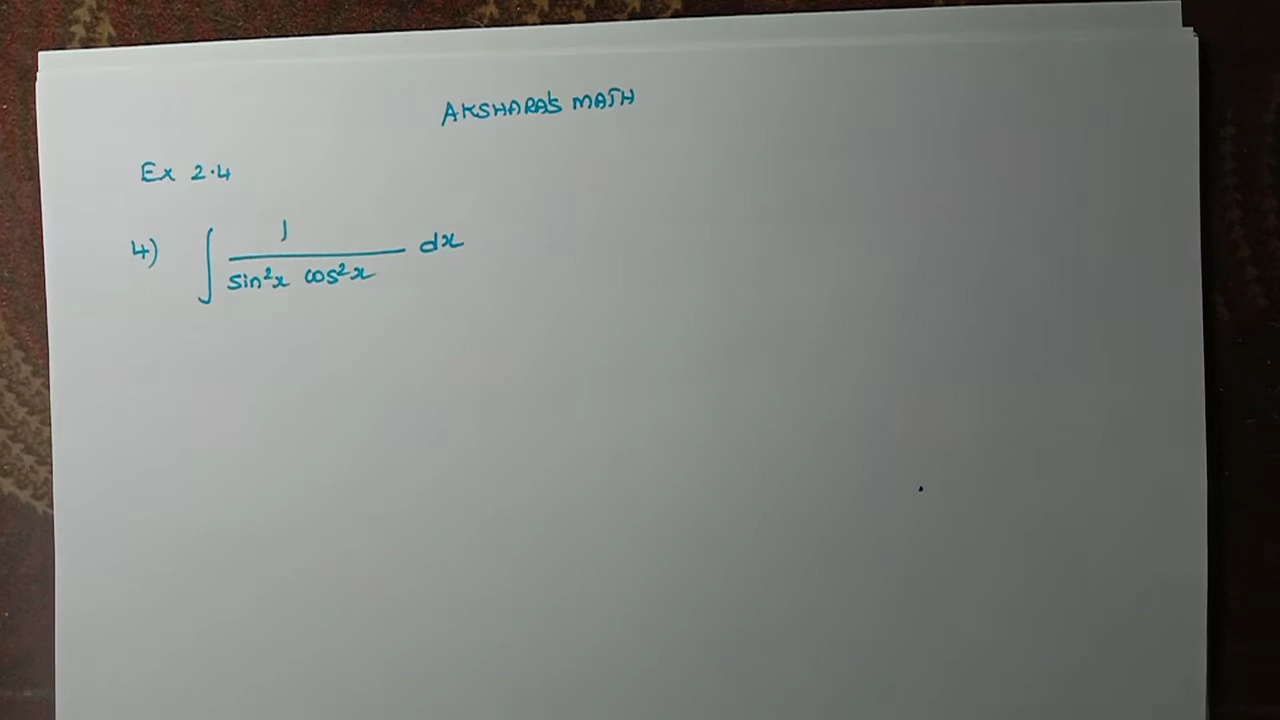 AKSHARA'S MATH
Ex 2.4
4) ∫ 1 / (sin²x cos²x) dx